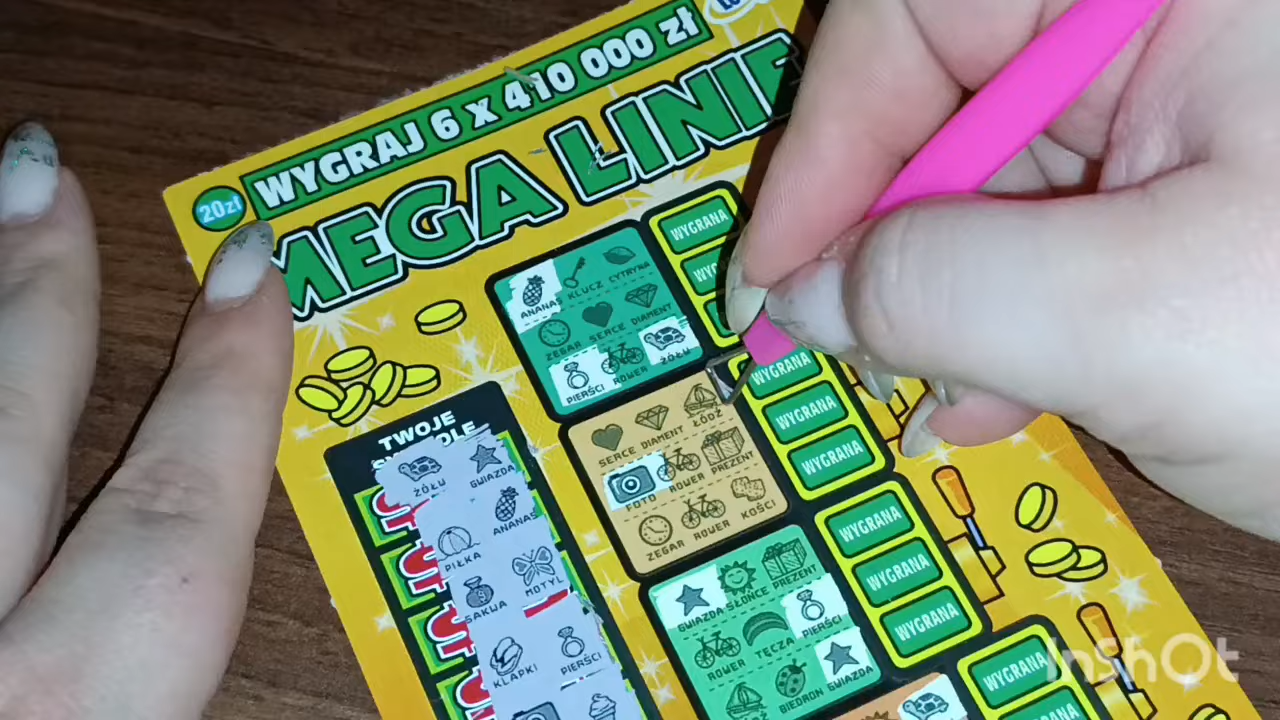 20zł
WYGRAJ 6 x 410 000 zł
MEGA LINIE
WYGRANA
ANANAS KLUCZ CYTRYNA
ZEGAR SERCE DIAMENT
PIERŚCI ROWER ŻÓŁW
WYGRANA
WYGRANA
WYGRANA
SERCE DIAMENT ŁÓDŹ
FOTO ROWER PREZENT
ZEGAR ROWER KOŚCI
WYGRANA
WYGRANA
WYGRANA
GWIAZDA SŁOŃCE PREZENT
ROWER TĘCZA PIERŚCI
BIEDRON GWIAZDA
WYGRANA
WYGRANA
TWOJE
ŻÓŁW GWIAZDA
PIŁKA ANANAS
SAKWA MOTYL
KLAPKI PIERŚCI
InShOt